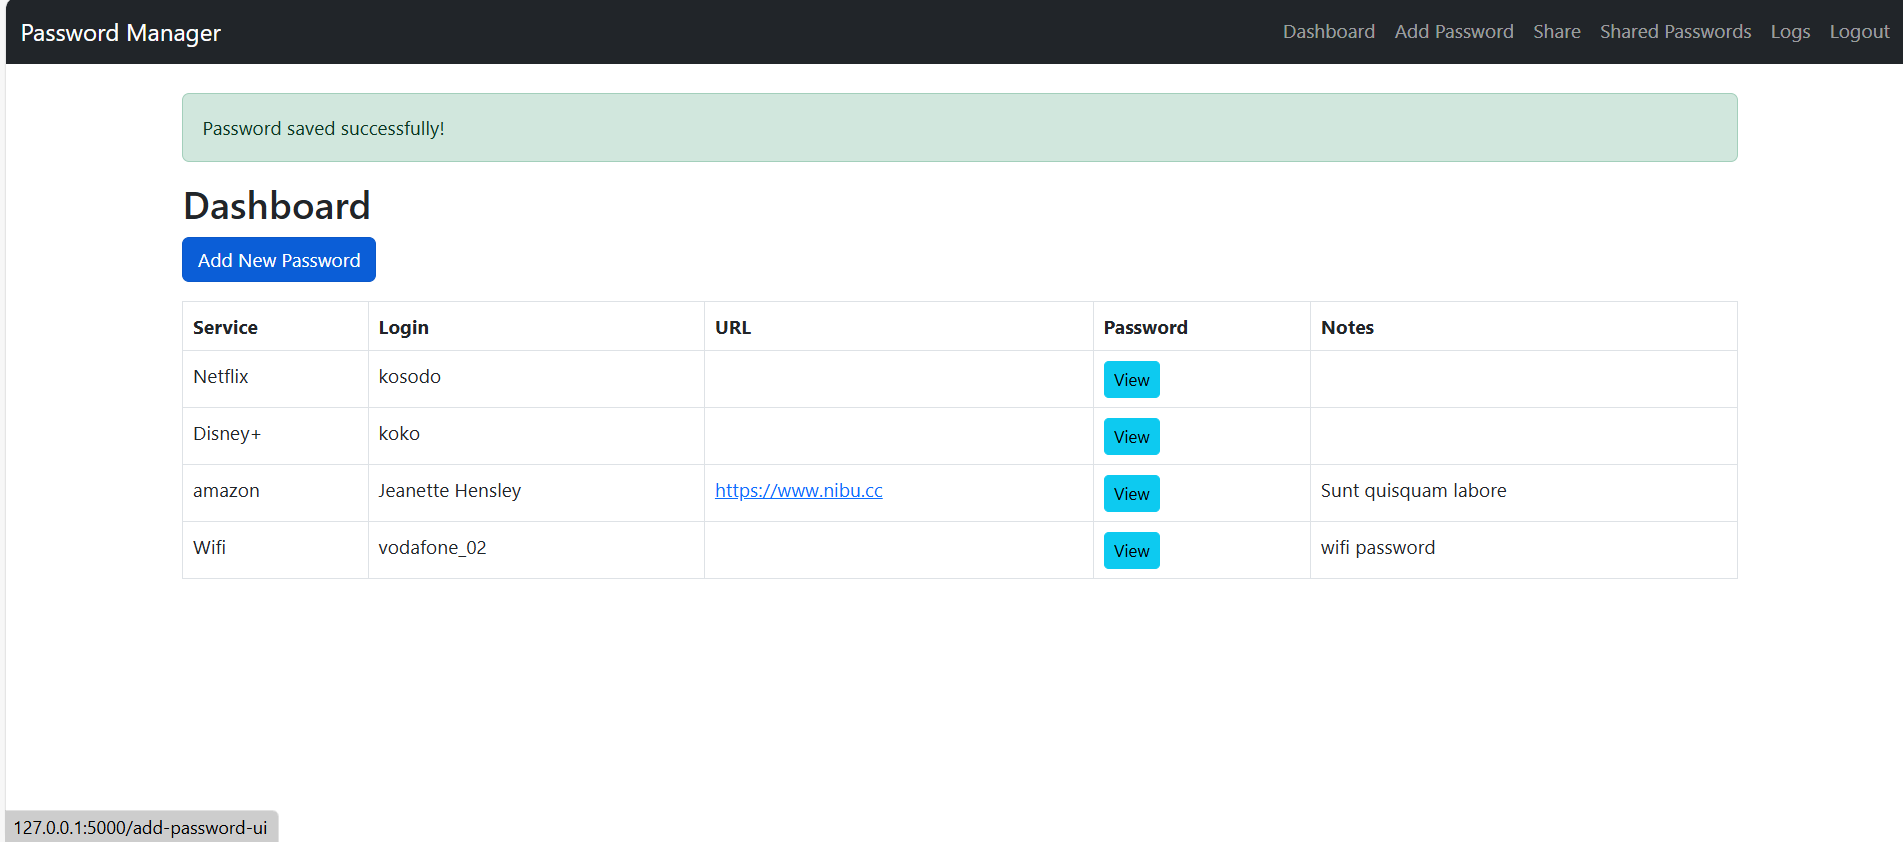 Password Manager Dashboard Add Password Share Shared Passwords Logs Logout
Password saved successfully!
Dashboard
Add New Password
Service Login URL Password Notes
Netflix kosodo View
Disney+ koko View
amazon Jeanette Hensley https://www.nibu.cc View Sunt quisquam labore
Wifi vodafone_02 View wifi password
127.0.0.1:5000/add-password-ui